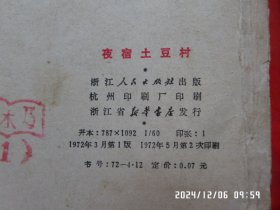 夜宿土豆村
浙江人民出版社出版
杭州印刷厂印刷
浙江省新华书店发行
开本:787×1092 1/60 印张:1
1972年3月第1版 1972年5月第2次印刷
书号:72-4·12 定价:0.07元
木乃
(1)
2024/12/06 09:59